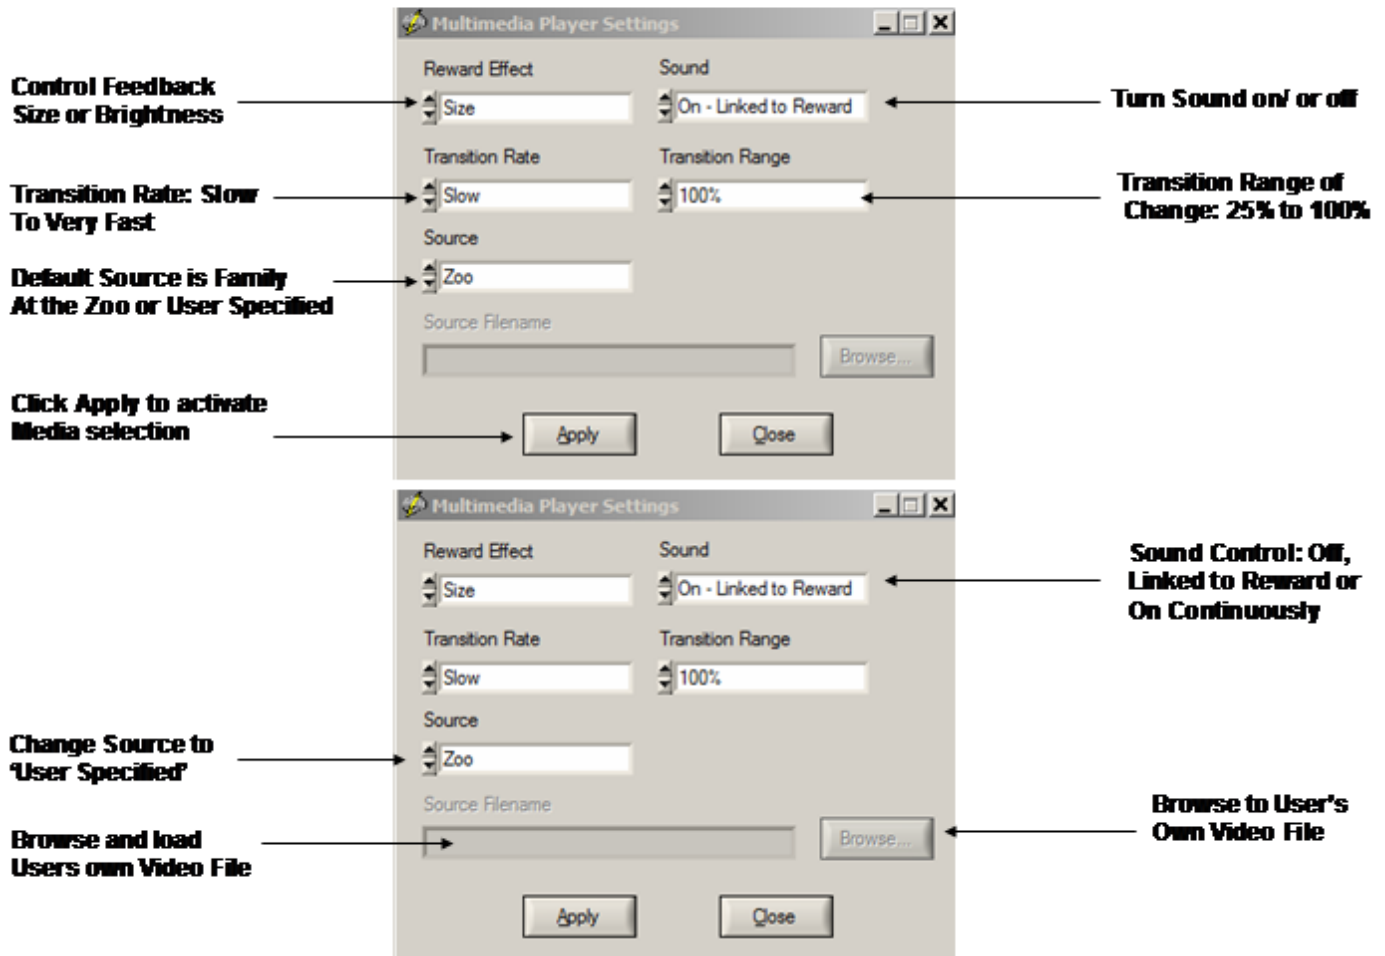 Multimedia Player Settings
Reward Effect
Sound
Control Feedback
Size or Brightness
Size
On - Linked to Reward
Turn Sound on/ or off
Transition Rate
Transition Range
Transition Rate: Slow
To Very Fast
Slow
100%
Transition Range of
Change: 25% to 100%
Source
Default Source is Family
At the Zoo or User Specified
Zoo
Source Filename
Browse...
Click Apply to activate
Media selection
Apply
Close
Multimedia Player Settings
Reward Effect
Sound
Size
On - Linked to Reward
Sound Control: Off,
Linked to Reward or
On Continuously
Transition Rate
Transition Range
Slow
100%
Source
Change Source to
'User Specified'
Zoo
Source Filename
Browse and load
Users own Video File
Browse...
Browse to User's
Own Video File
Apply
Close